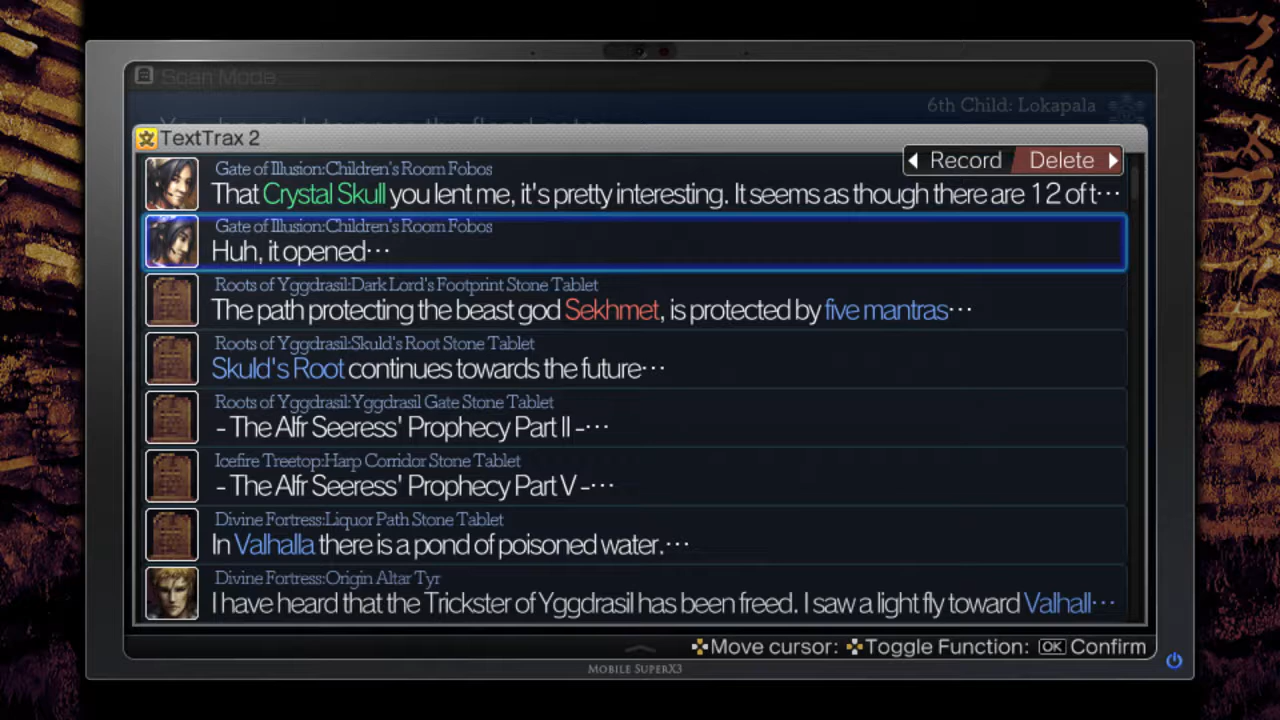 Scan Mode
6th Child: Lokapala
TextTrax 2
Record Delete
Gate of Illusion:Children's Room Fobos
That Crystal Skull you lent me, it's pretty interesting. It seems as though there are 12 of t···
Gate of Illusion:Children's Room Fobos
Huh, it opened···
Roots of Yggdrasil:Dark Lord's Footprint Stone Tablet
The path protecting the beast god Sekhmet, is protected by five mantras···
Roots of Yggdrasil:Skuld's Root Stone Tablet
Skuld's Root continues towards the future···
Roots of Yggdrasil:Yggdrasil Gate Stone Tablet
- The Alfr Seeress' Prophecy Part II -···
Icefire Treetop:Harp Corridor Stone Tablet
- The Alfr Seeress' Prophecy Part V -···
Divine Fortress:Liquor Path Stone Tablet
In Valhalla there is a pond of poisoned water.···
Divine Fortress:Origin Altar Tyr
I have heard that the Trickster of Yggdrasil has been freed. I saw a light fly toward Valhall···
Move cursor: Toggle Function: OK Confirm
MOBILE SUPERX3